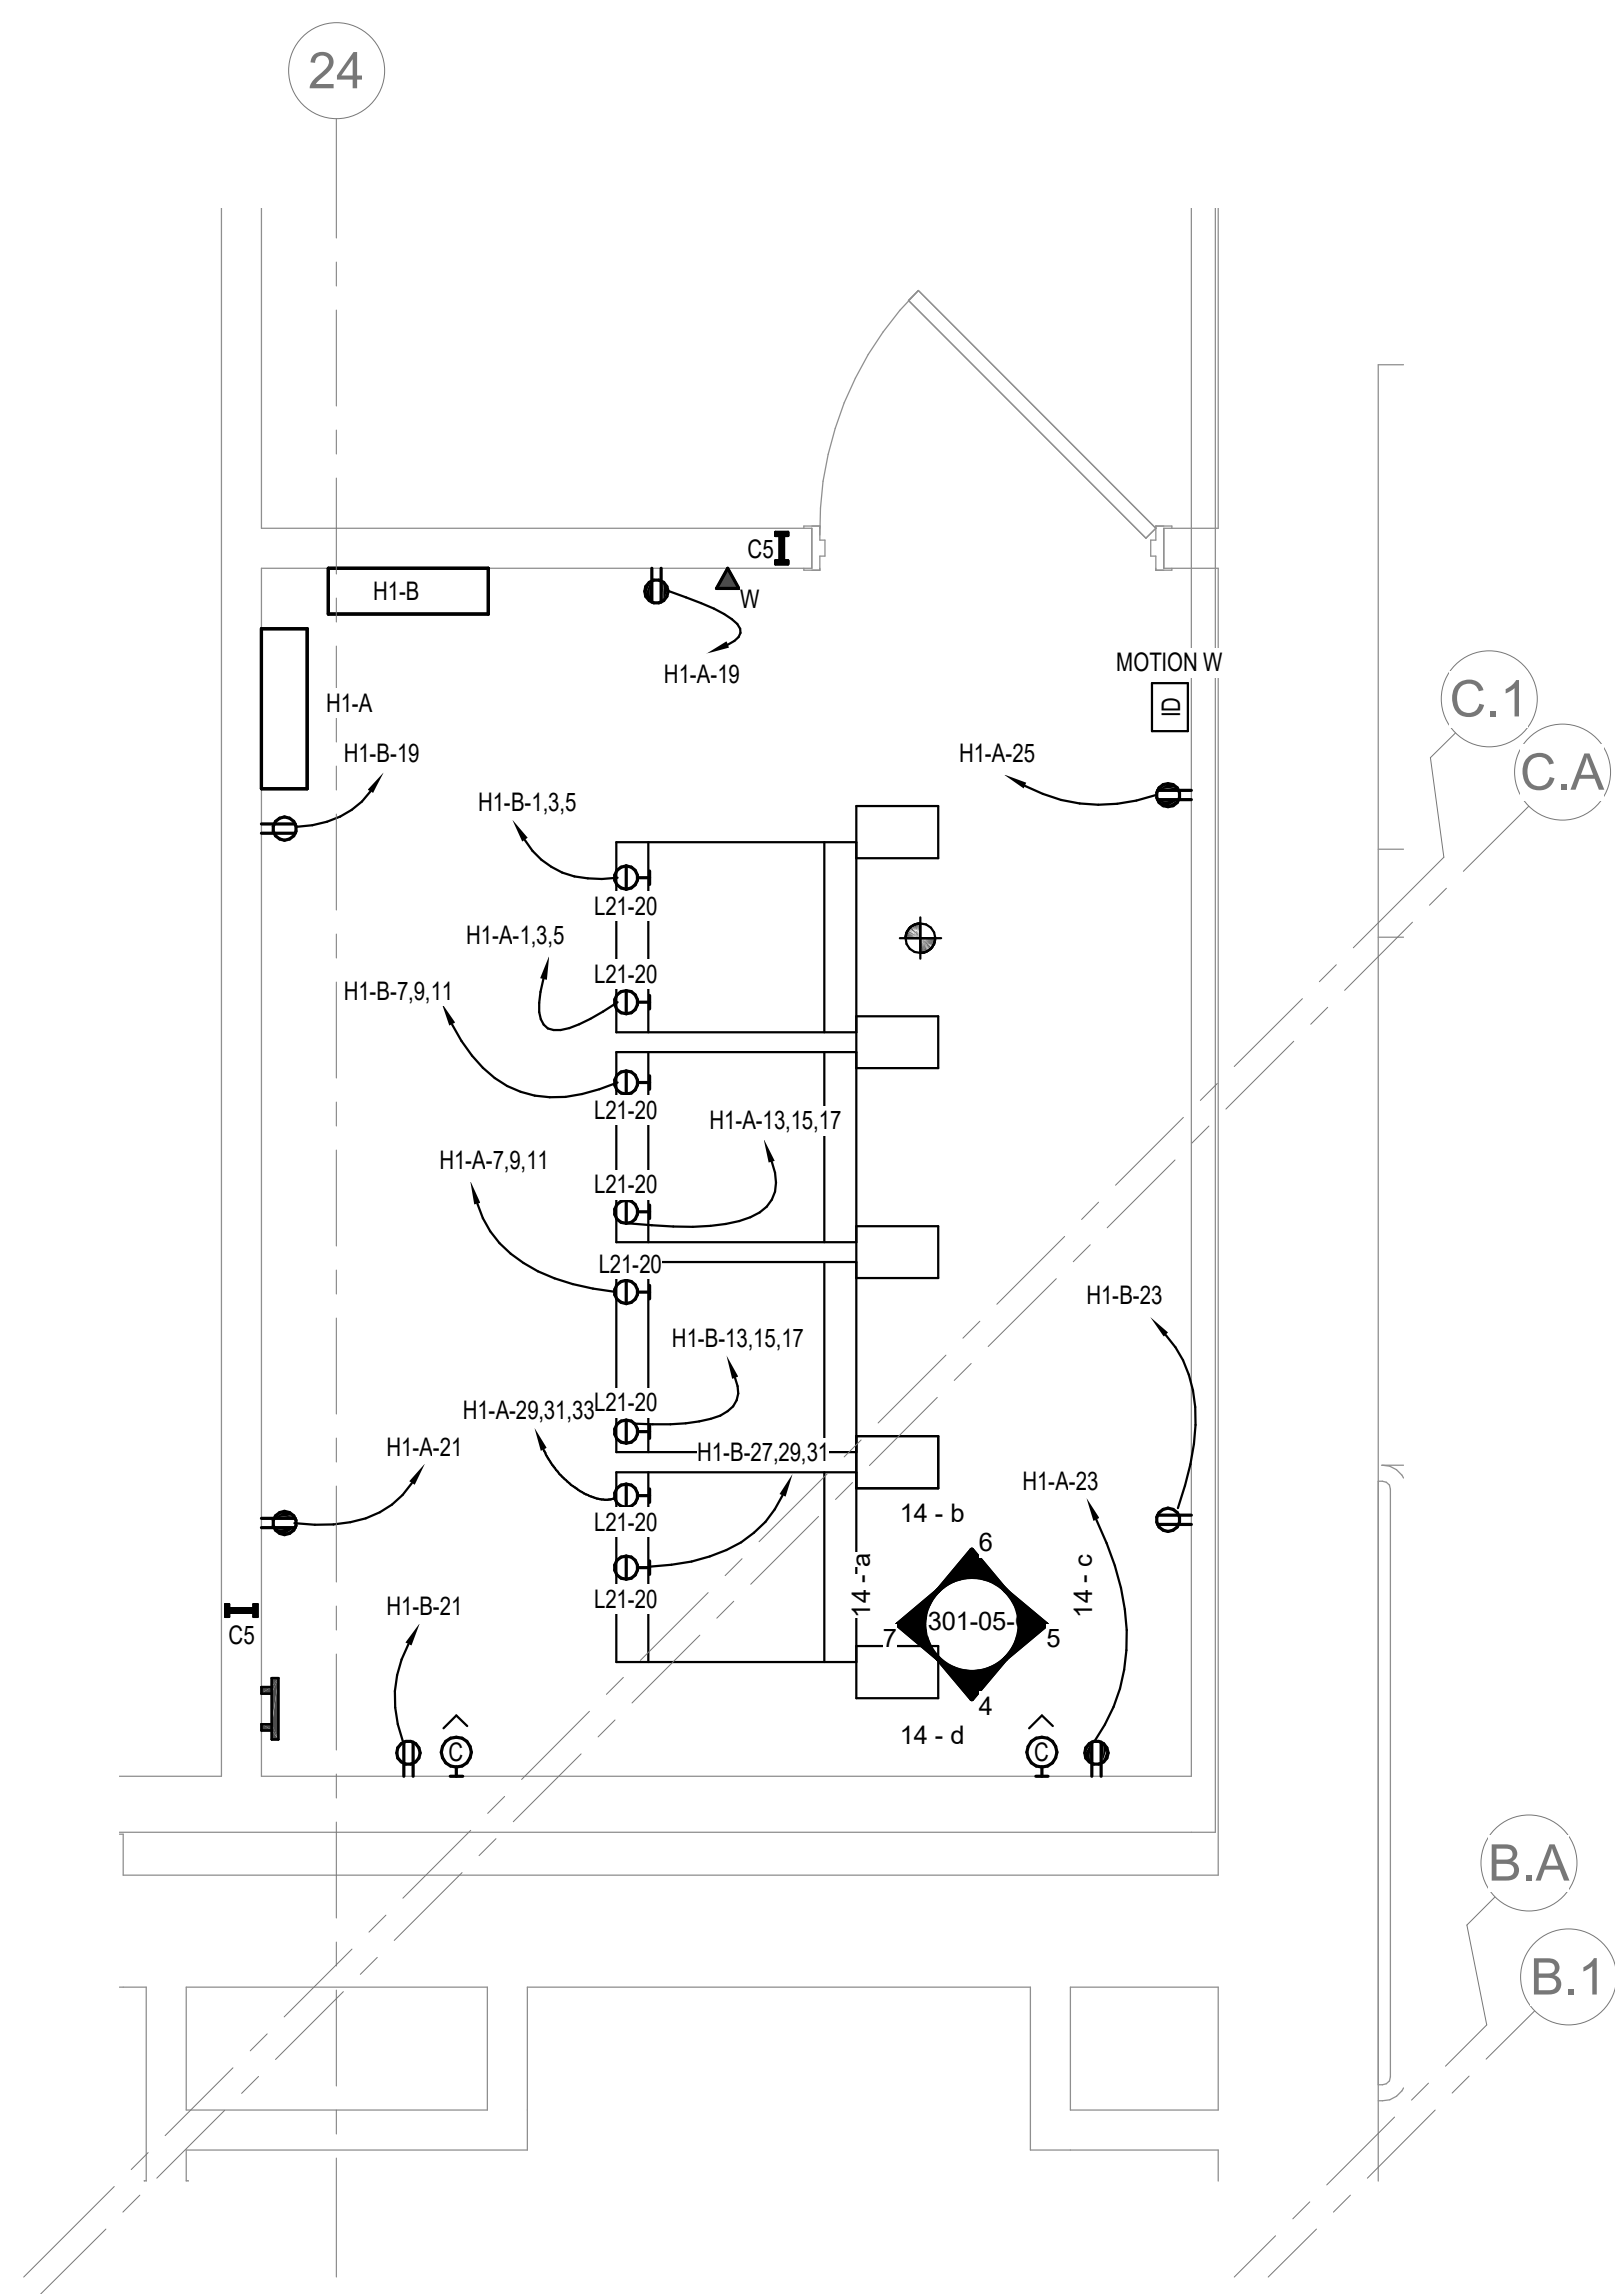 24
C5
H1-B
W
H1-A-19
MOTION W
ID
H1-A
C.1
C.A
H1-B-19
H1-A-25
H1-B-1,3,5
L21-20
H1-A-1,3,5
L21-20
H1-B-7,9,11
L21-20
H1-A-13,15,17
H1-A-7,9,11
L21-20
L21-20
H1-B-23
H1-B-13,15,17
H1-A-29,31,33
L21-20
H1-A-21
H1-B-27,29,31
H1-A-23
L21-20
14 - b
6
14 - a
14 - c
L21-20
H1-B-21
C5
301-05-
7
5
4
14 - d
C
C
B.A
B.1